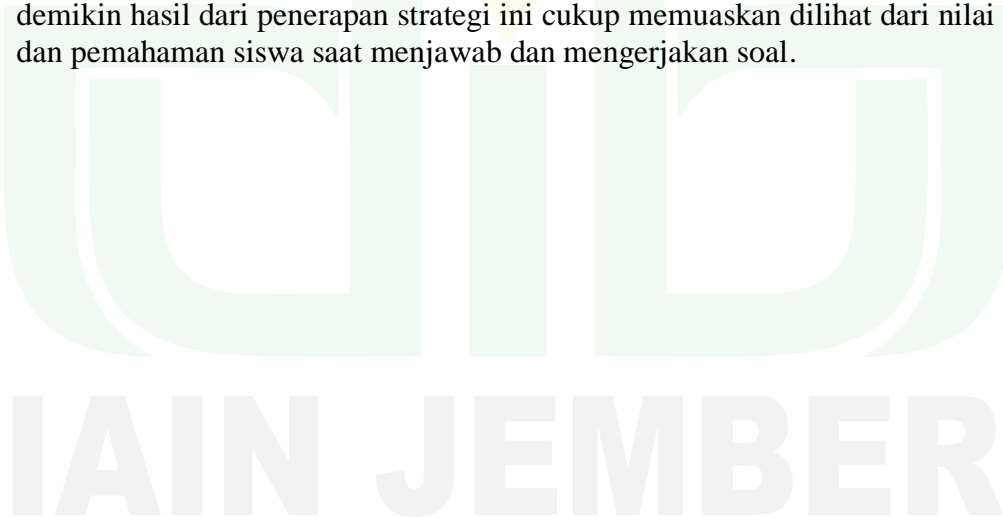 demikin hasil dari penerapan strategi ini cukup memuaskan dilihat dari nilai
dan pemahaman siswa saat menjawab dan mengerjakan soal.
IAIN JEMBER